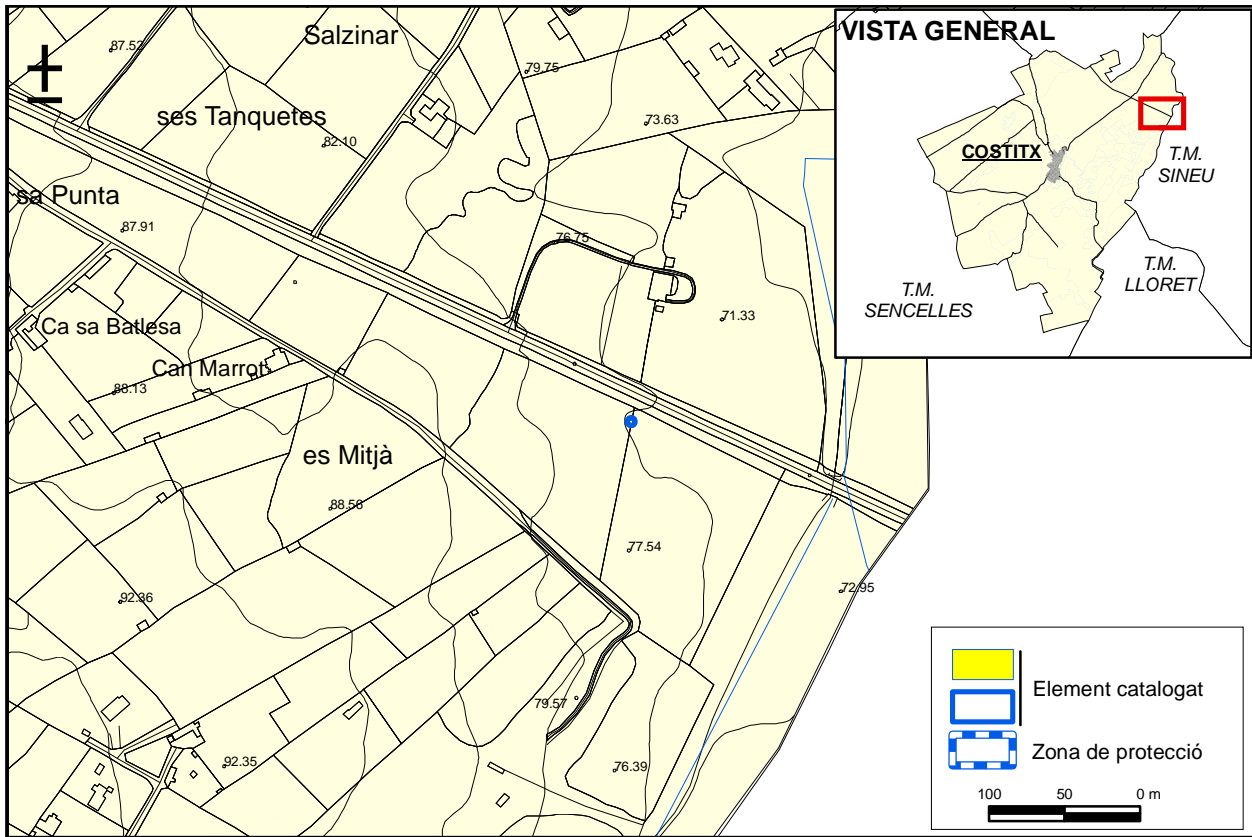 Salzinar
87.52
79.75
ses Tanquetes
73.63
82.10
sa Punta
87.91
76.75
71.33
Ca sa Batlesa
Can Marrot
88.13
es Mitjà
88.56
77.54
72.95
92.36
79.57
92.35
76.39
VISTA GENERAL
COSTITX
T.M.
SINEU
T.M.
LLORET
T.M.
SENCELLES
Element catalogat
Zona de protecció
100 50 0 m